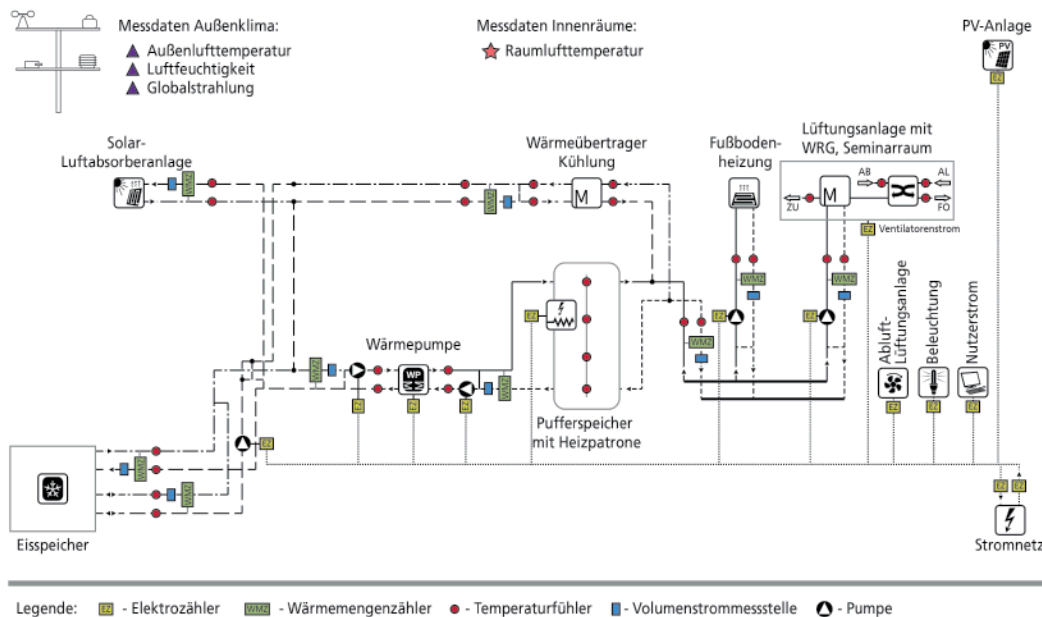 Messdaten Außenklima:
Außenlufttemperatur
Luftfeuchtigkeit
Globalstrahlung
Messdaten Innenräume:
Raumlufttemperatur
PV-Anlage
PV
EZ
Solar-
Luftabsorberanlage
WMZ
Wärmeübertrager
Kühlung
M
WMZ
Fußboden-
heizung
Lüftungsanlage mit
WRG, Seminarraum
AB
AL
ZU
M
FO
EZ
Ventilatorenstrom
WMZ
WMZ
EZ
EZ
EZ
WMZ
Wärmepumpe
WMZ
WP
WMZ
EZ
EZ
EZ
Pufferspeicher
mit Heizpatrone
Abluft-
Lüftungsanlage
Beleuchtung
Nutzerstrom
EZ
EZ
EZ
EZ
WMZ
WMZ
Eisspeicher
EZ
EZ
Stromnetz
Legende:
EZ - Elektrozähler
WMZ - Wärmemengenzähler
- Temperaturfühler
- Volumenstrommessstelle
- Pumpe